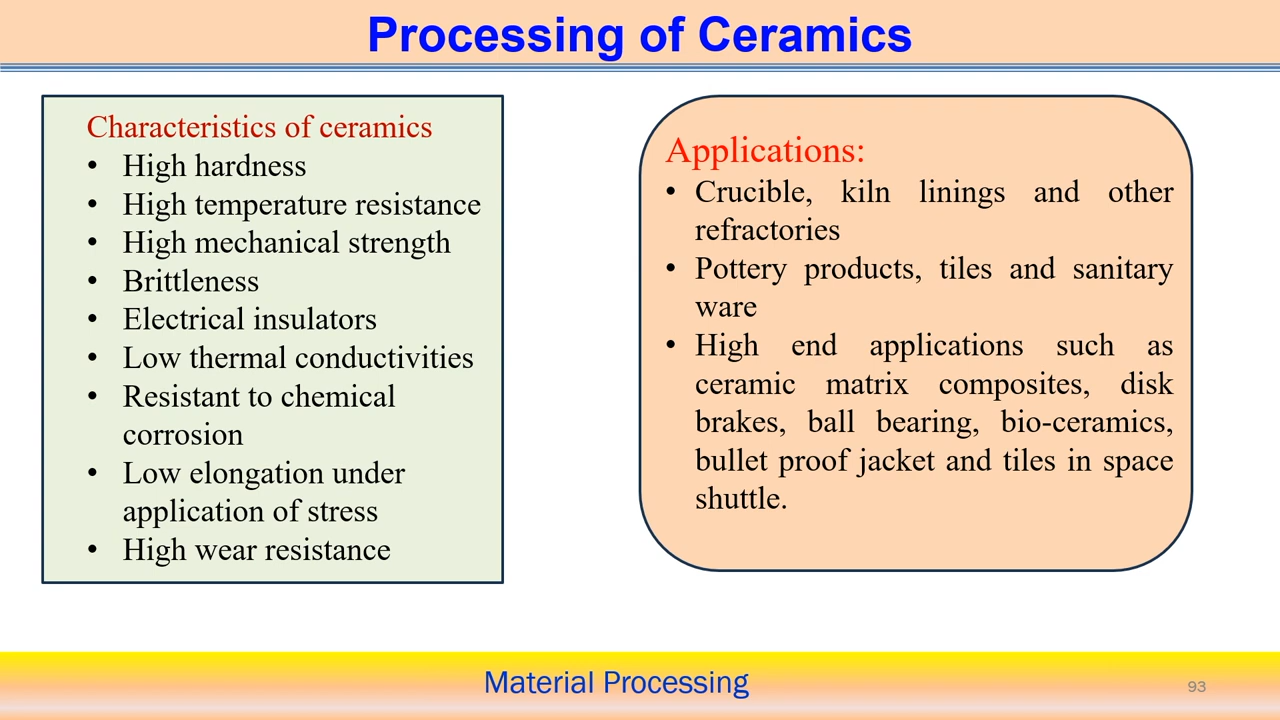 Processing of Ceramics
Characteristics of ceramics
• High hardness
• High temperature resistance
• High mechanical strength
• Brittleness
• Electrical insulators
• Low thermal conductivities
• Resistant to chemical
corrosion
• Low elongation under
application of stress
• High wear resistance
Applications:
• Crucible, kiln linings and other
refractories
• Pottery products, tiles and sanitary
ware
• High end applications such as
ceramic matrix composites, disk
brakes, ball bearing, bio-ceramics,
bullet proof jacket and tiles in space
shuttle.
Material Processing
93